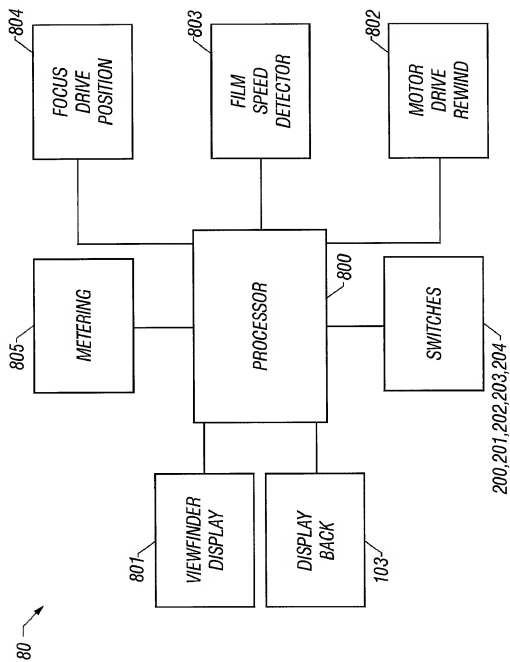 80
801
VIEWFINDER
DISPLAY
DISPLAY
BACK
103
805
METERING
PROCESSOR
800
SWITCHES
200,201,202,203,204
804
FOCUS
DRIVE
POSITION
803
FILM
SPEED
DETECTOR
802
MOTOR
DRIVE
REWIND